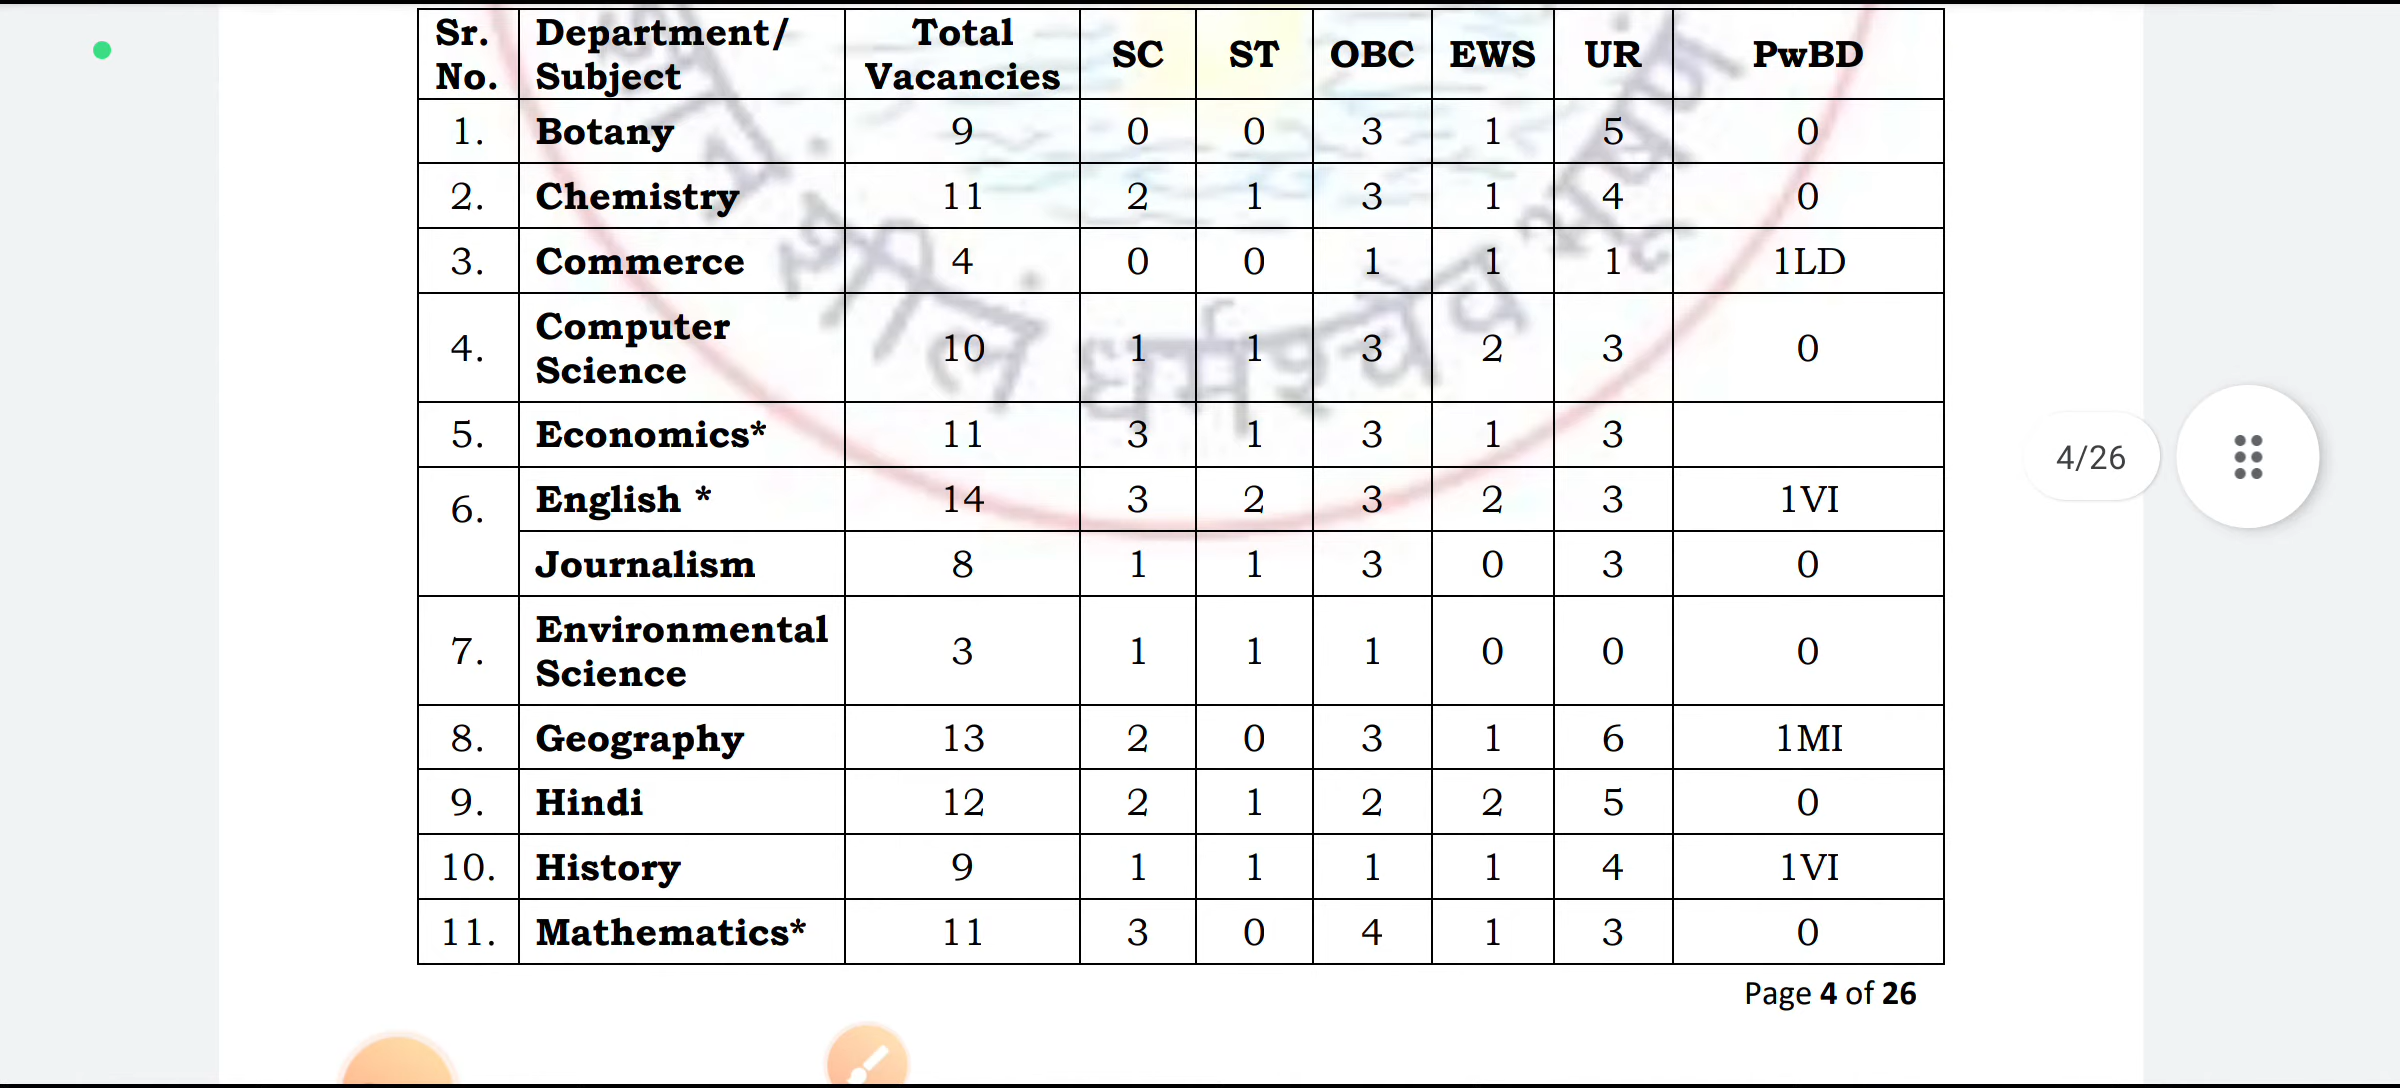 Sr. No. Department/ Subject Total Vacancies SC ST OBC EWS UR PwBD
1. Botany 9 0 0 3 1 5 0
2. Chemistry 11 2 1 3 1 4 0
3. Commerce 4 0 0 1 1 1 1LD
4. Computer Science 10 1 1 3 2 3 0
5. Economics* 11 3 1 3 1 3
6. English * 14 3 2 3 2 3 1VI
Journalism 8 1 1 3 0 3 0
7. Environmental Science 3 1 1 1 0 0 0
8. Geography 13 2 0 3 1 6 1MI
9. Hindi 12 2 1 2 2 5 0
10. History 9 1 1 1 1 4 1VI
11. Mathematics* 11 3 0 4 1 3 0
Page 4 of 26
4/26